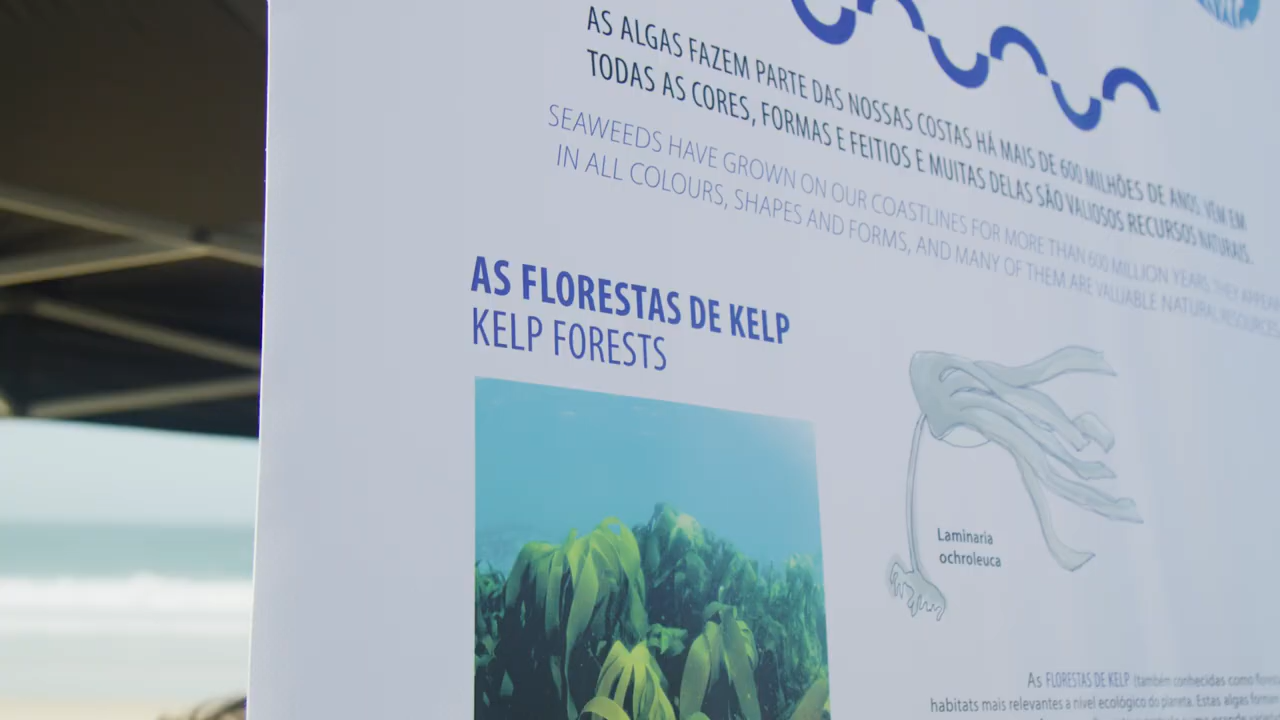 AS ALGAS FAZEM PARTE DAS NOSSAS COSTAS HÁ MAIS DE 600 MILHÕES DE ANOS. VÊM EM
TODAS AS CORES, FORMAS E FEITIOS E MUITAS DELAS SÃO VALIOSOS RECURSOS NATURAIS.
SEAWEEDS HAVE GROWN ON OUR COASTLINES FOR MORE THAN 600 MILLION YEARS. THEY APPEAR
IN ALL COLOURS, SHAPES AND FORMS, AND MANY OF THEM ARE VALUABLE NATURAL RESOURCES
AS FLORESTAS DE KELP
KELP FORESTS
Laminaria
ochroleuca
As FLORESTAS DE KELP (também conhecidas como
habitats mais relevantes a nível ecológico do planeta. Estas algas